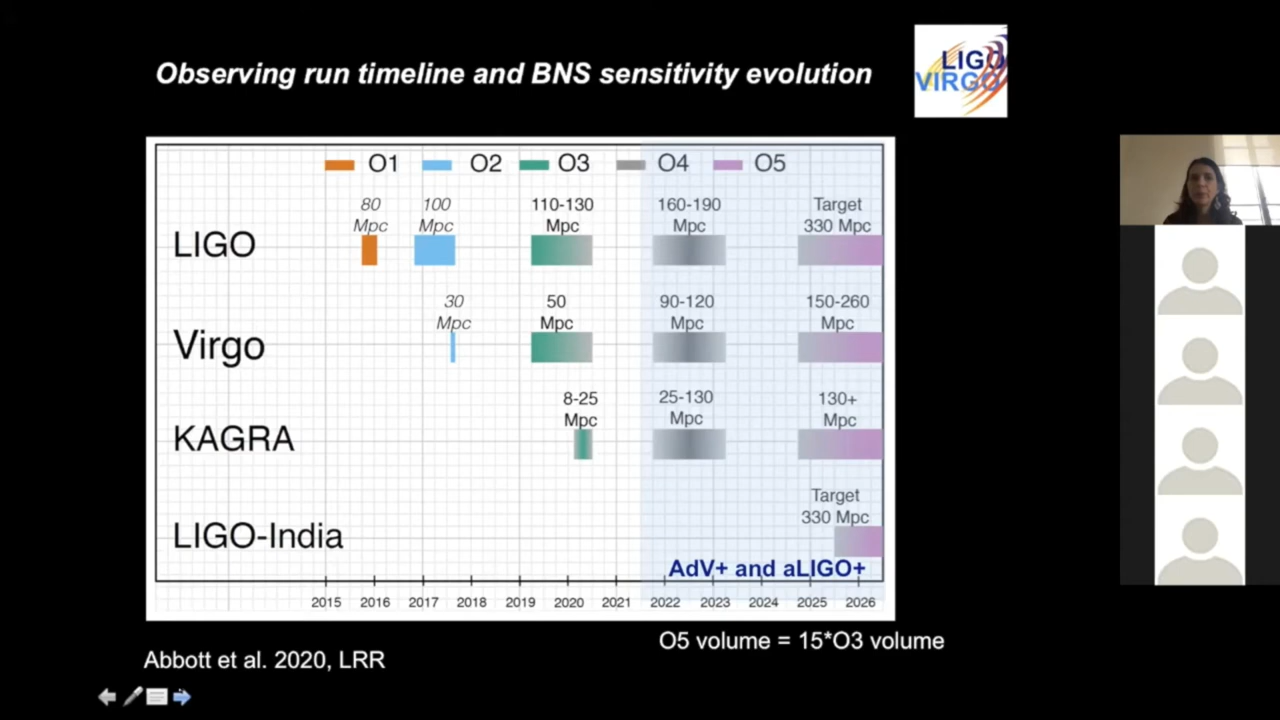 Observing run timeline and BNS sensitivity evolution
LIGO
VIRGO
O1 O2 O3 O4 O5
80 100 110-130 160-190 Target
Mpc Mpc Mpc Mpc 330 Mpc
LIGO
30 50 90-120 150-260
Mpc Mpc Mpc Mpc
Virgo
8-25 25-130 130+
Mpc Mpc Mpc
KAGRA
Target
330 Mpc
LIGO-India
AdV+ and aLIGO+
2015 2016 2017 2018 2019 2020 2021 2022 2023 2024 2025 2026
O5 volume = 15*O3 volume
Abbott et al. 2020, LRR